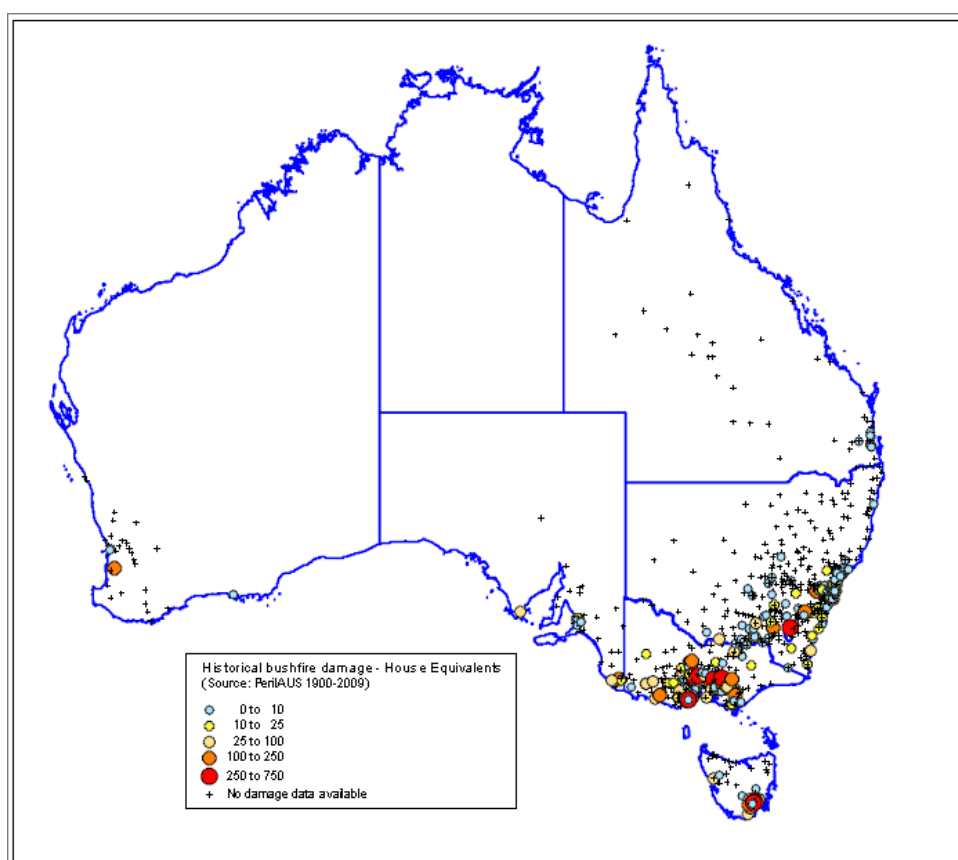 Historical bushfire damage - House Equivalents
(Source: PerilAUS 1900-2009)
0 to 10
10 to 25
25 to 100
100 to 250
250 to 750
No damage data available